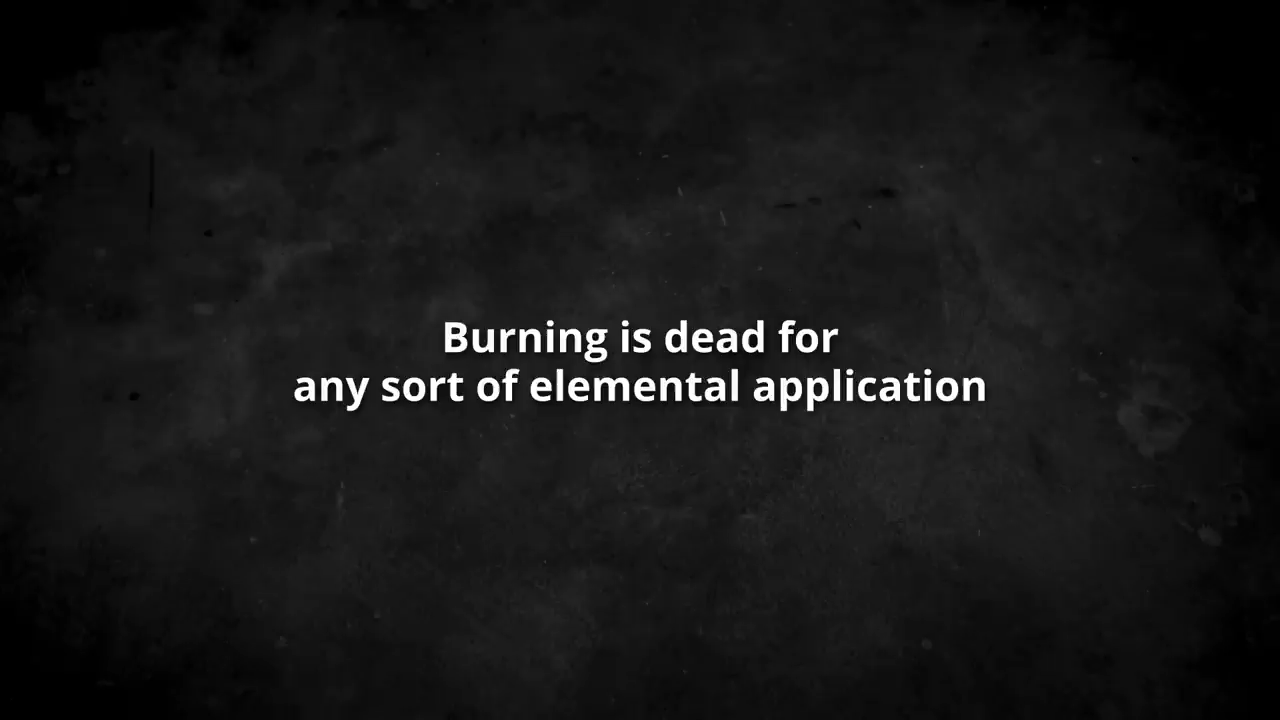 Burning is dead for
any sort of elemental application